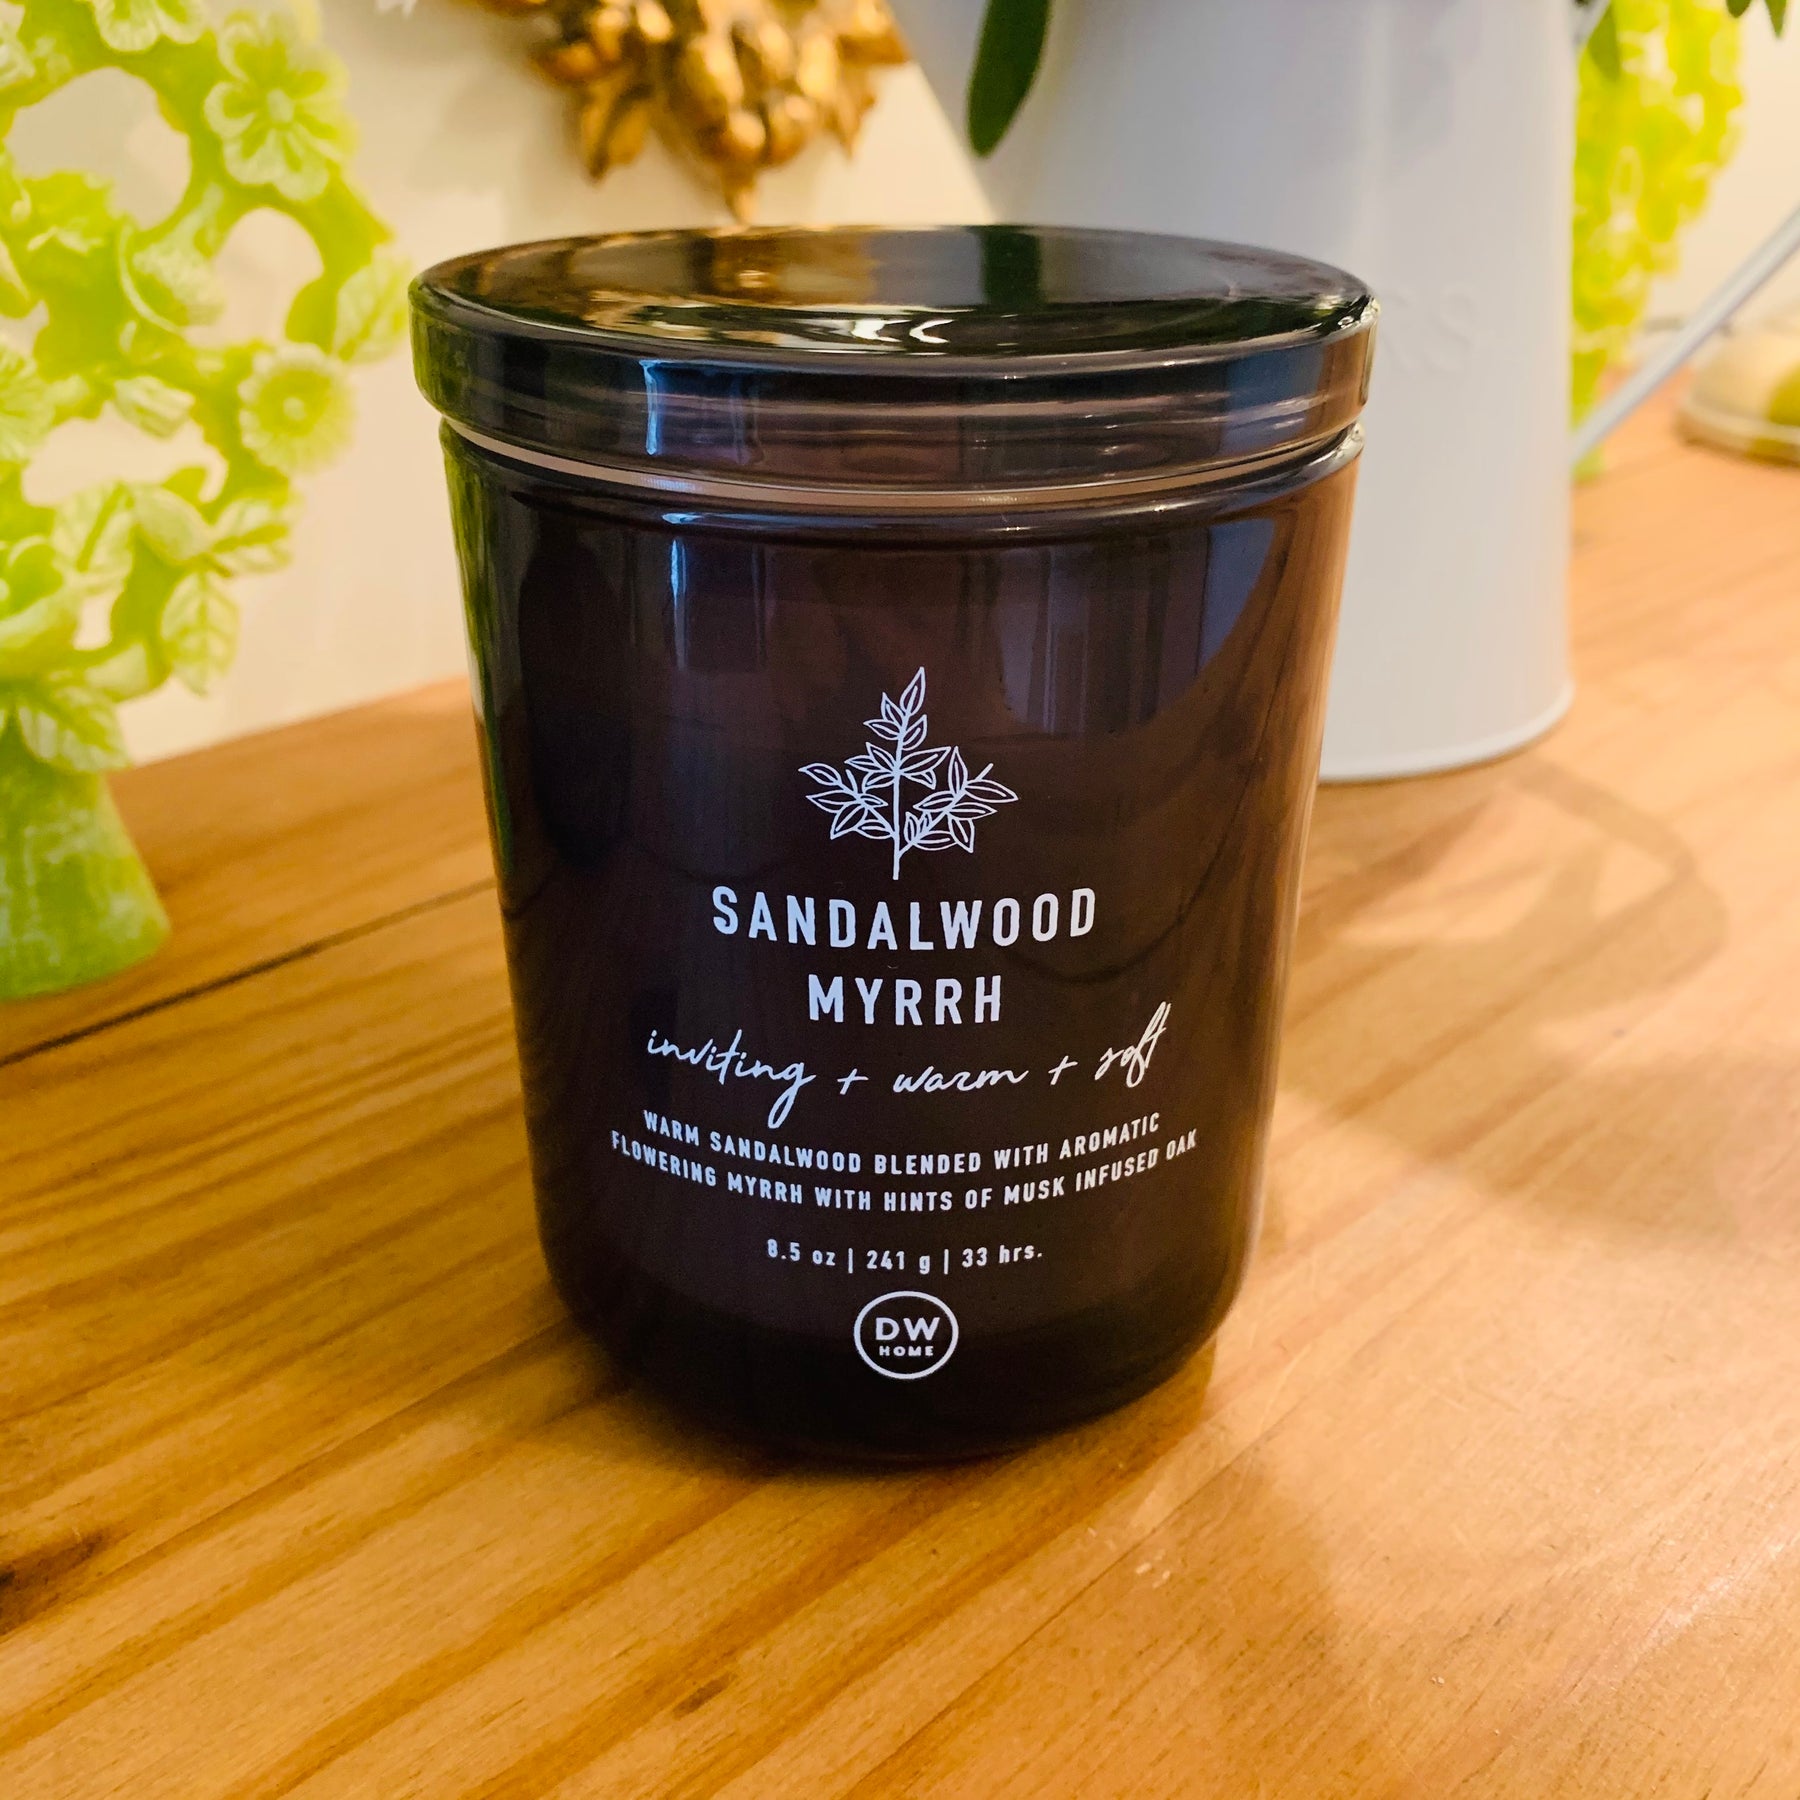 SANDALWOOD
MYRRH
inviting + warm + soft
WARM SANDALWOOD BLENDED WITH AROMATIC
FLOWERING MYRRH WITH HINTS OF MUSK INFUSED OAK
8.5 oz | 241 g | 33 hrs.
DW
HOME